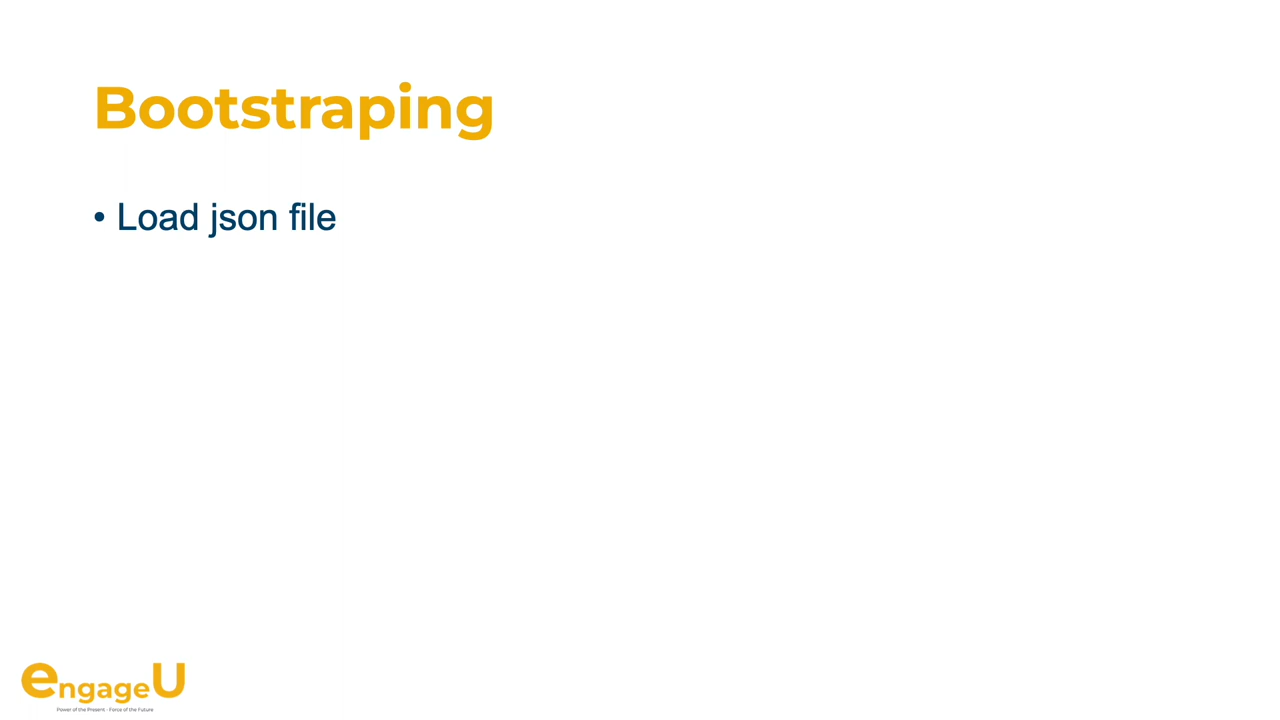 Bootstraping
• Load json file
engageU
Power of the Present - Force of the Future